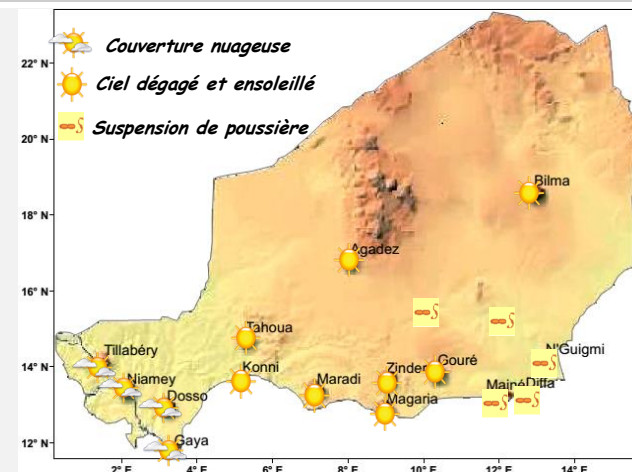 Couverture nuageuse
22° N
Ciel dégagé et ensoleillé
20° N
Suspension de poussière
Bilma
18° N
Agadez
16° N
Tahoua
N'Guigmi
Tillabéry
14° N
Niamey
Konni
Maradi
Zinder
Gouré
Dosso
Magaria
Diffa
Gaya
12° N
2° E
4° E
6° E
8° E
10° E
12° E
14° E